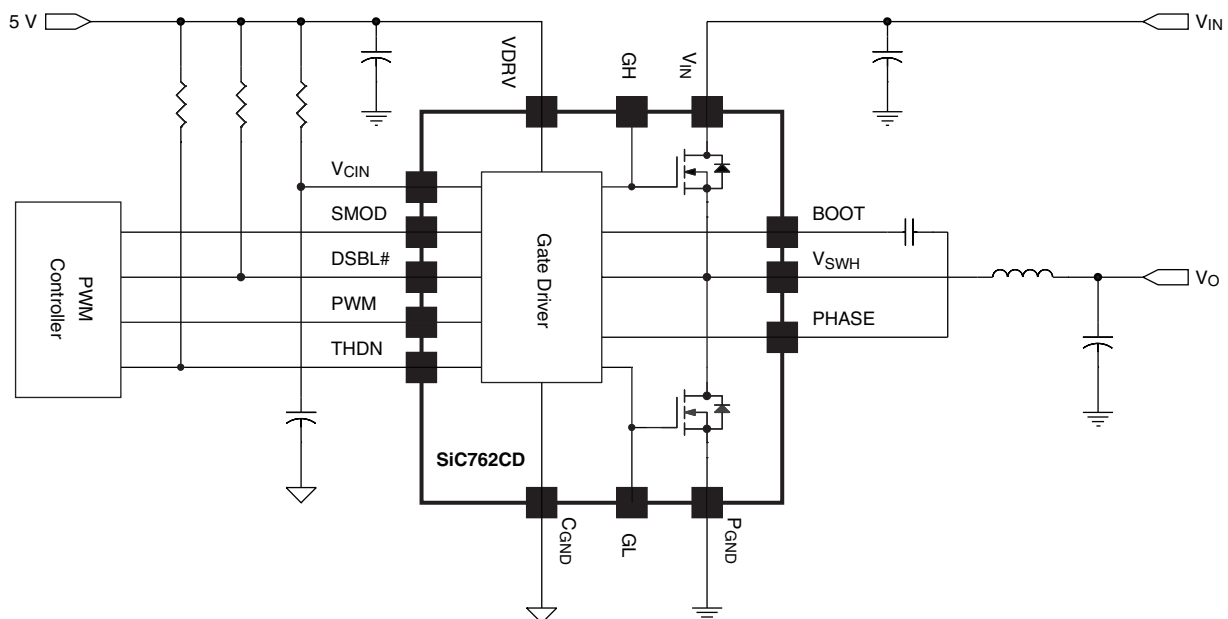 5 V
VDRV
GH
VIN
VIN
VCIN
SMOD
DSBL#
PWM
THDN
PWM
Controller
Gate Driver
BOOT
VSWH
PHASE
VO
SiC762CD
CGND
GL
PGND